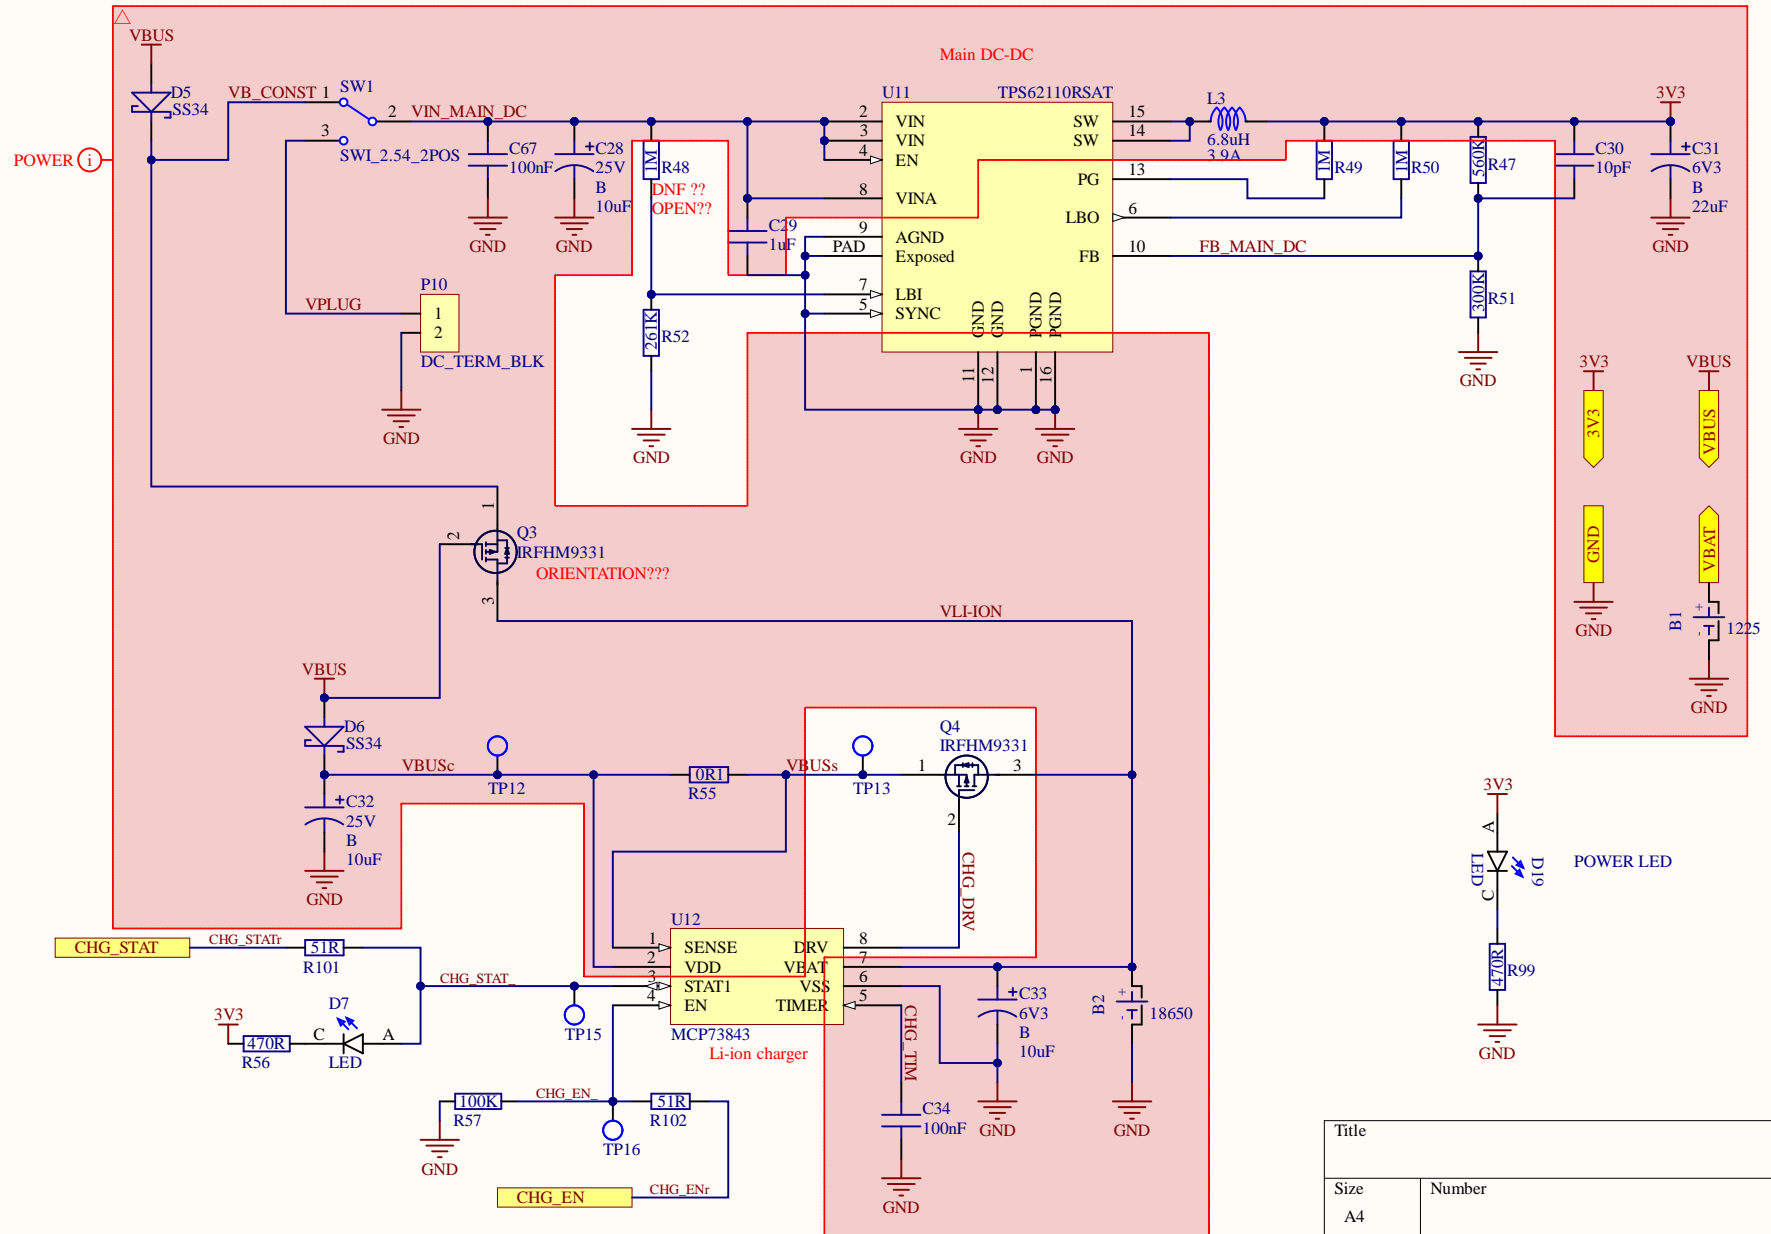 VBUS
Main DC-DC
D5
SS34
VB_CONST
1
SW1
2
VIN_MAIN_DC
3
SWI_2.54_2POS
POWER
i
C67
100nF
+
C28
25V
B
10uF
GND
GND
1M
R48
DNF ??
OPEN??
C29
1uF
261K
R52
GND
U11
TPS62110RSAT
2
VIN
3
VIN
4
EN
8
VINA
9
AGND
PAD
Exposed
7
LBI
5
SYNC
SW
15
SW
14
PG
13
LBO
6
FB
10
GND
GND
PGND
PGND
11
12
1
16
GND
GND
L3
6.8uH
3.9A
1M
R49
1M
R50
560K
R47
C30
10pF
3V3
+
C31
6V3
B
22uF
GND
FB_MAIN_DC
300K
R51
GND
VPLUG
P10
1
2
DC_TERM_BLK
GND
3V3
3V3
VBUS
VBUS
GND
GND
VBAT
B1
+
-
1225
GND
1
2
3
Q3
IRFHM9331
ORIENTATION???
VLI-ION
VBUS
D6
SS34
VBUSc
TP12
0R1
R55
VBUSs
TP13
1
Q4
IRFHM9331
3
2
CHG_DRV
+
C32
25V
B
10uF
GND
CHG_STAT
CHG_STATr
51R
R101
CHG_STAT_
TP15
3V3
470R
R56
C
D7
A
LED
U12
1
SENSE
2
VDD
3
STAT1
4
EN
DRV
8
VBAT
7
VSS
6
TIMER
5
MCP73843
Li-ion charger
CHG_TIM
C34
100nF
GND
+
C33
6V3
B
10uF
GND
B2
+
-
18650
GND
100K
R57
GND
CHG_EN_
51R
R102
TP16
CHG_EN
CHG_ENr
3V3
A
LED
C
D19
POWER LED
470R
R99
GND
Title
Size
Number
A4